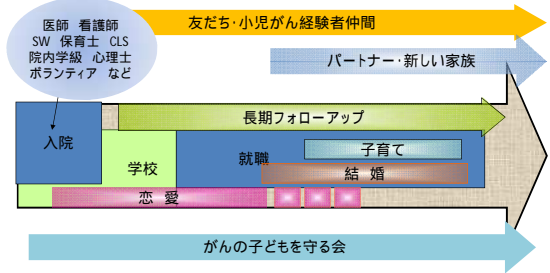 医師 看護師
SW 保育士 CLS
院内学級 心理士
ボランティア など
友だち・小児がん経験者仲間
パートナー・新しい家族
長期フォローアップ
入院
学校
就職
子育て
結 婚
恋 愛
がんの子どもを守る会